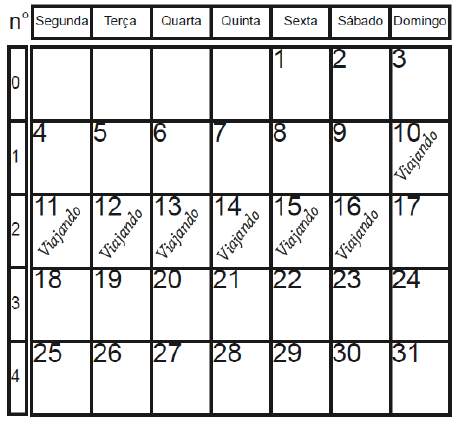 nº Segunda Terça Quarta Quinta Sexta Sábado Domingo
0 1 2 3
1 4 5 6 7 8 9 10 Viajando
2 11 Viajando 12 Viajando 13 Viajando 14 Viajando 15 Viajando 16 Viajando 17
3 18 19 20 21 22 23 24
4 25 26 27 28 29 30 31